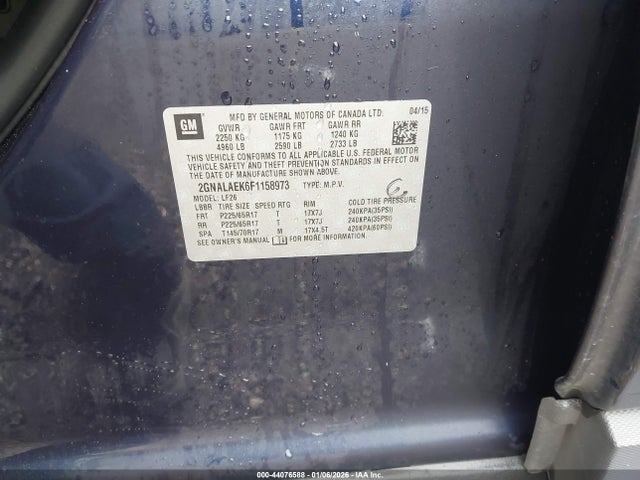 GM
MFD BY GENERAL MOTORS OF CANADA LTD.
04/15
GVWR GAWR FRT GAWR RR
2250 KG 1175 KG 1240 KG
4960 LB 2590 LB 2733 LB
THIS VEHICLE CONFORMS TO ALL APPLICABLE U.S. FEDERAL MOTOR
VEHICLE SAFETY AND THEFT PREVENTION STANDARDS IN EFFECT
ON THE DATE OF MANUFACTURE SHOWN ABOVE.
2GNALAEK6F1158973 TYPE: M.P.V.
MODEL: LF26
LBBR TIRE SIZE SPEED RTG RIM COLD TIRE PRESSURE
FRT P225/65R17 T 17X7J 240KPA(35PSI)
RR P225/65R17 T 17X7J 240KPA(35PSI)
SPA T145/70R17 M 17X4.5T 420KPA(60PSI)
SEE OWNER'S MANUAL FOR MORE INFORMATION.
000-44076588 01/06/2026 IAA Inc.